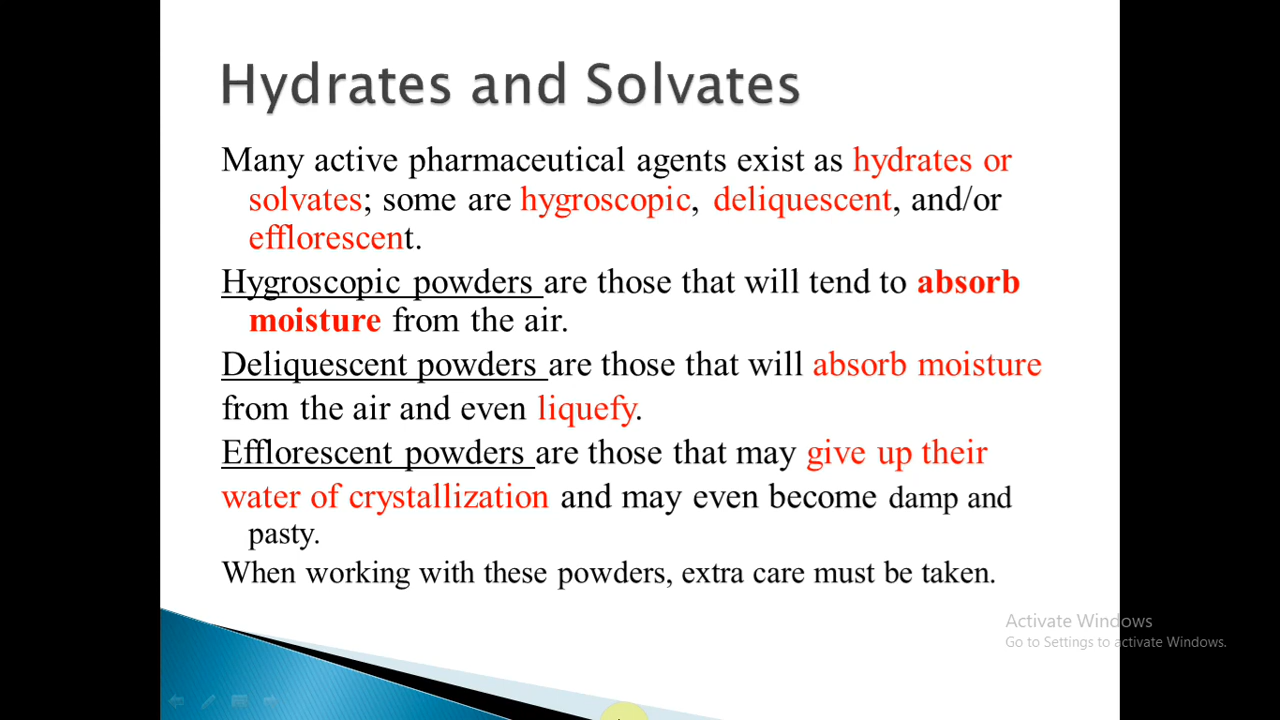 Hydrates and Solvates
Many active pharmaceutical agents exist as hydrates or
solvates; some are hygroscopic, deliquescent, and/or
efflorescent.
Hygroscopic powders are those that will tend to absorb
moisture from the air.
Deliquescent powders are those that will absorb moisture
from the air and even liquefy.
Efflorescent powders are those that may give up their
water of crystallization and may even become damp and
pasty.
When working with these powders, extra care must be taken.
Activate Windows
Go to Settings to activate Windows.